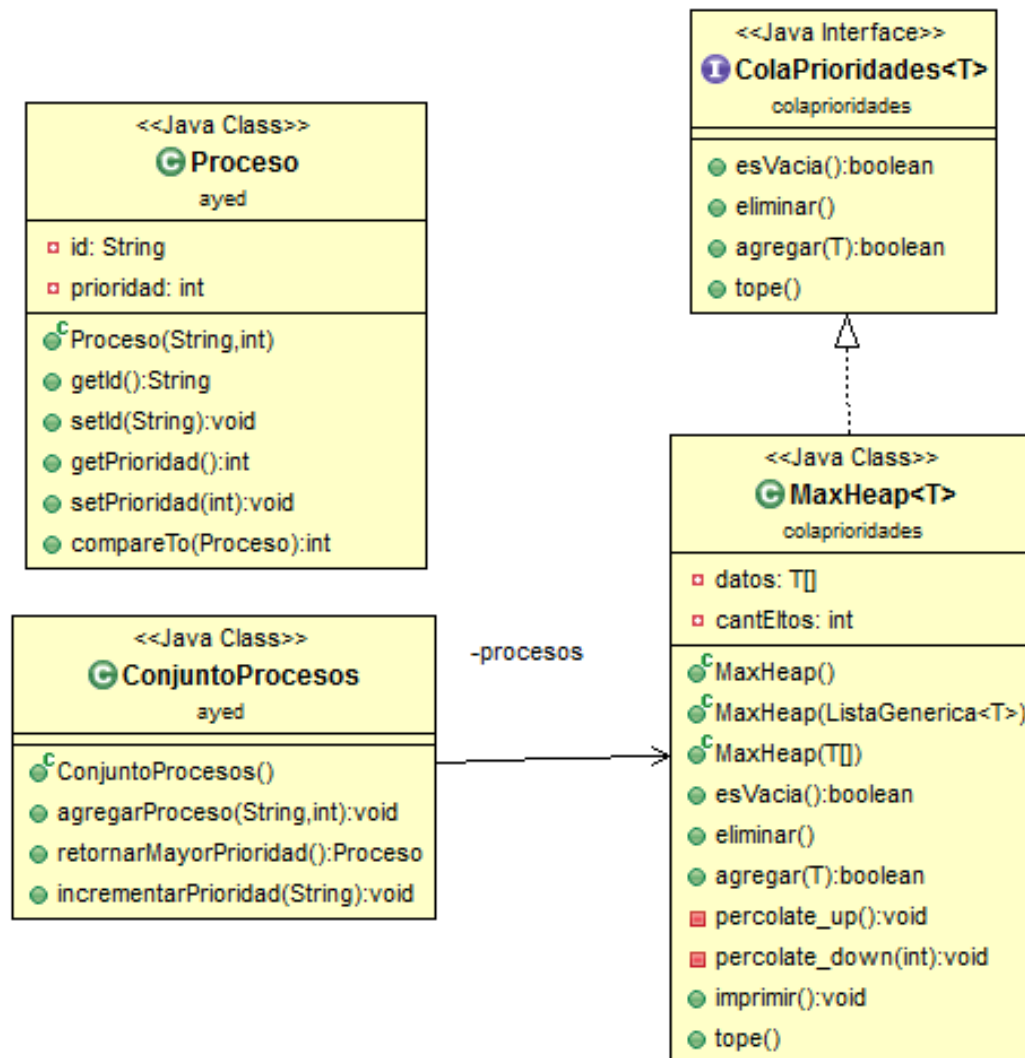 <<Java Class>>
C Proceso
ayed
id: String
prioridad: int
C Proceso(String,int)
getId():String
setId(String):void
getPrioridad():int
setPrioridad(int):void
compareTo(Proceso):int
<<Java Class>>
C ConjuntoProcesos
ayed
C ConjuntoProcesos()
agregarProceso(String,int):void
retornarMayorPrioridad():Proceso
incrementarPrioridad(String):void
-procesos
<<Java Interface>>
I ColaPrioridades<T>
colaprioridades
esVacia():boolean
eliminar()
agregar(T):boolean
tope()
<<Java Class>>
C MaxHeap<T>
colaprioridades
datos: T[]
cantEltos: int
C MaxHeap()
C MaxHeap(ListaGenerica<T>)
C MaxHeap(T[])
esVacia():boolean
eliminar()
agregar(T):boolean
percolate_up():void
percolate_down(int):void
imprimir():void
tope()